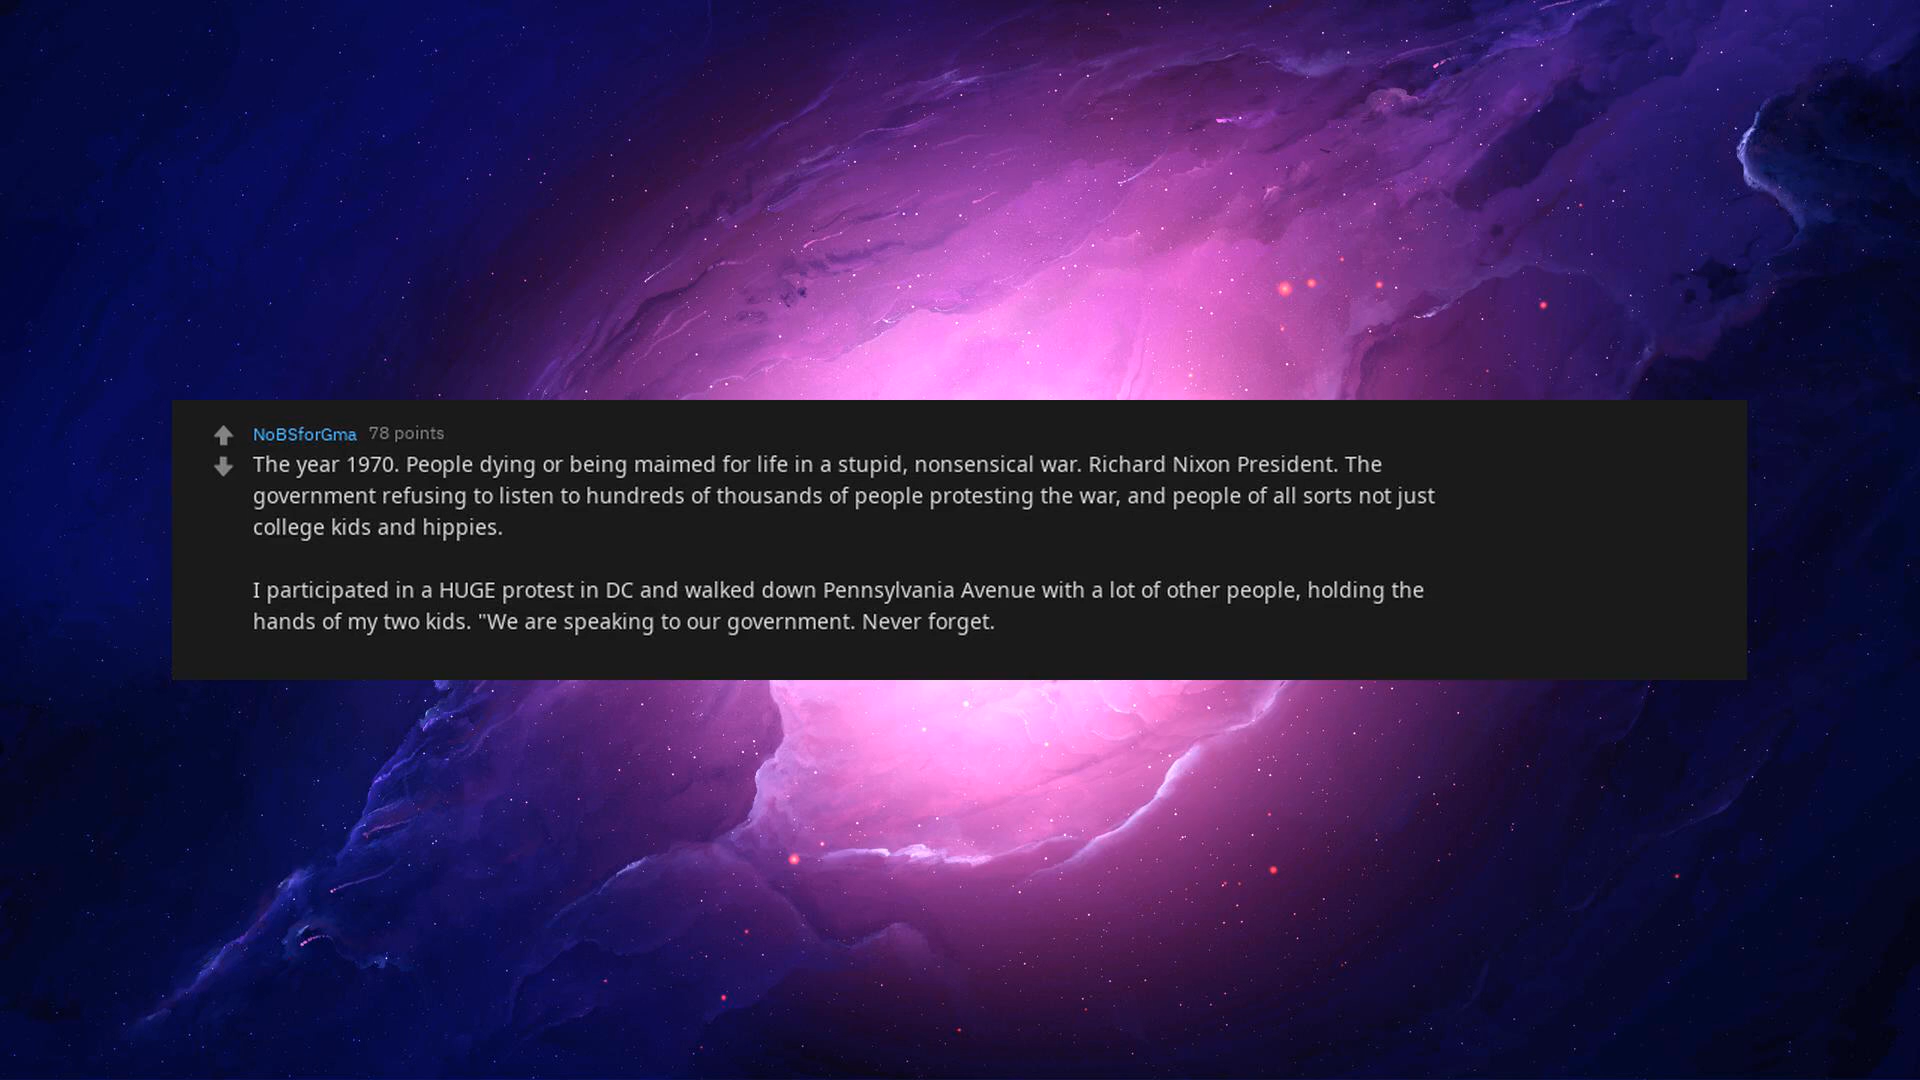 NoBSforGma 78 points
The year 1970. People dying or being maimed for life in a stupid, nonsensical war. Richard Nixon President. The
government refusing to listen to hundreds of thousands of people protesting the war, and people of all sorts not just
college kids and hippies.
I participated in a HUGE protest in DC and walked down Pennsylvania Avenue with a lot of other people, holding the
hands of my two kids. "We are speaking to our government. Never forget.